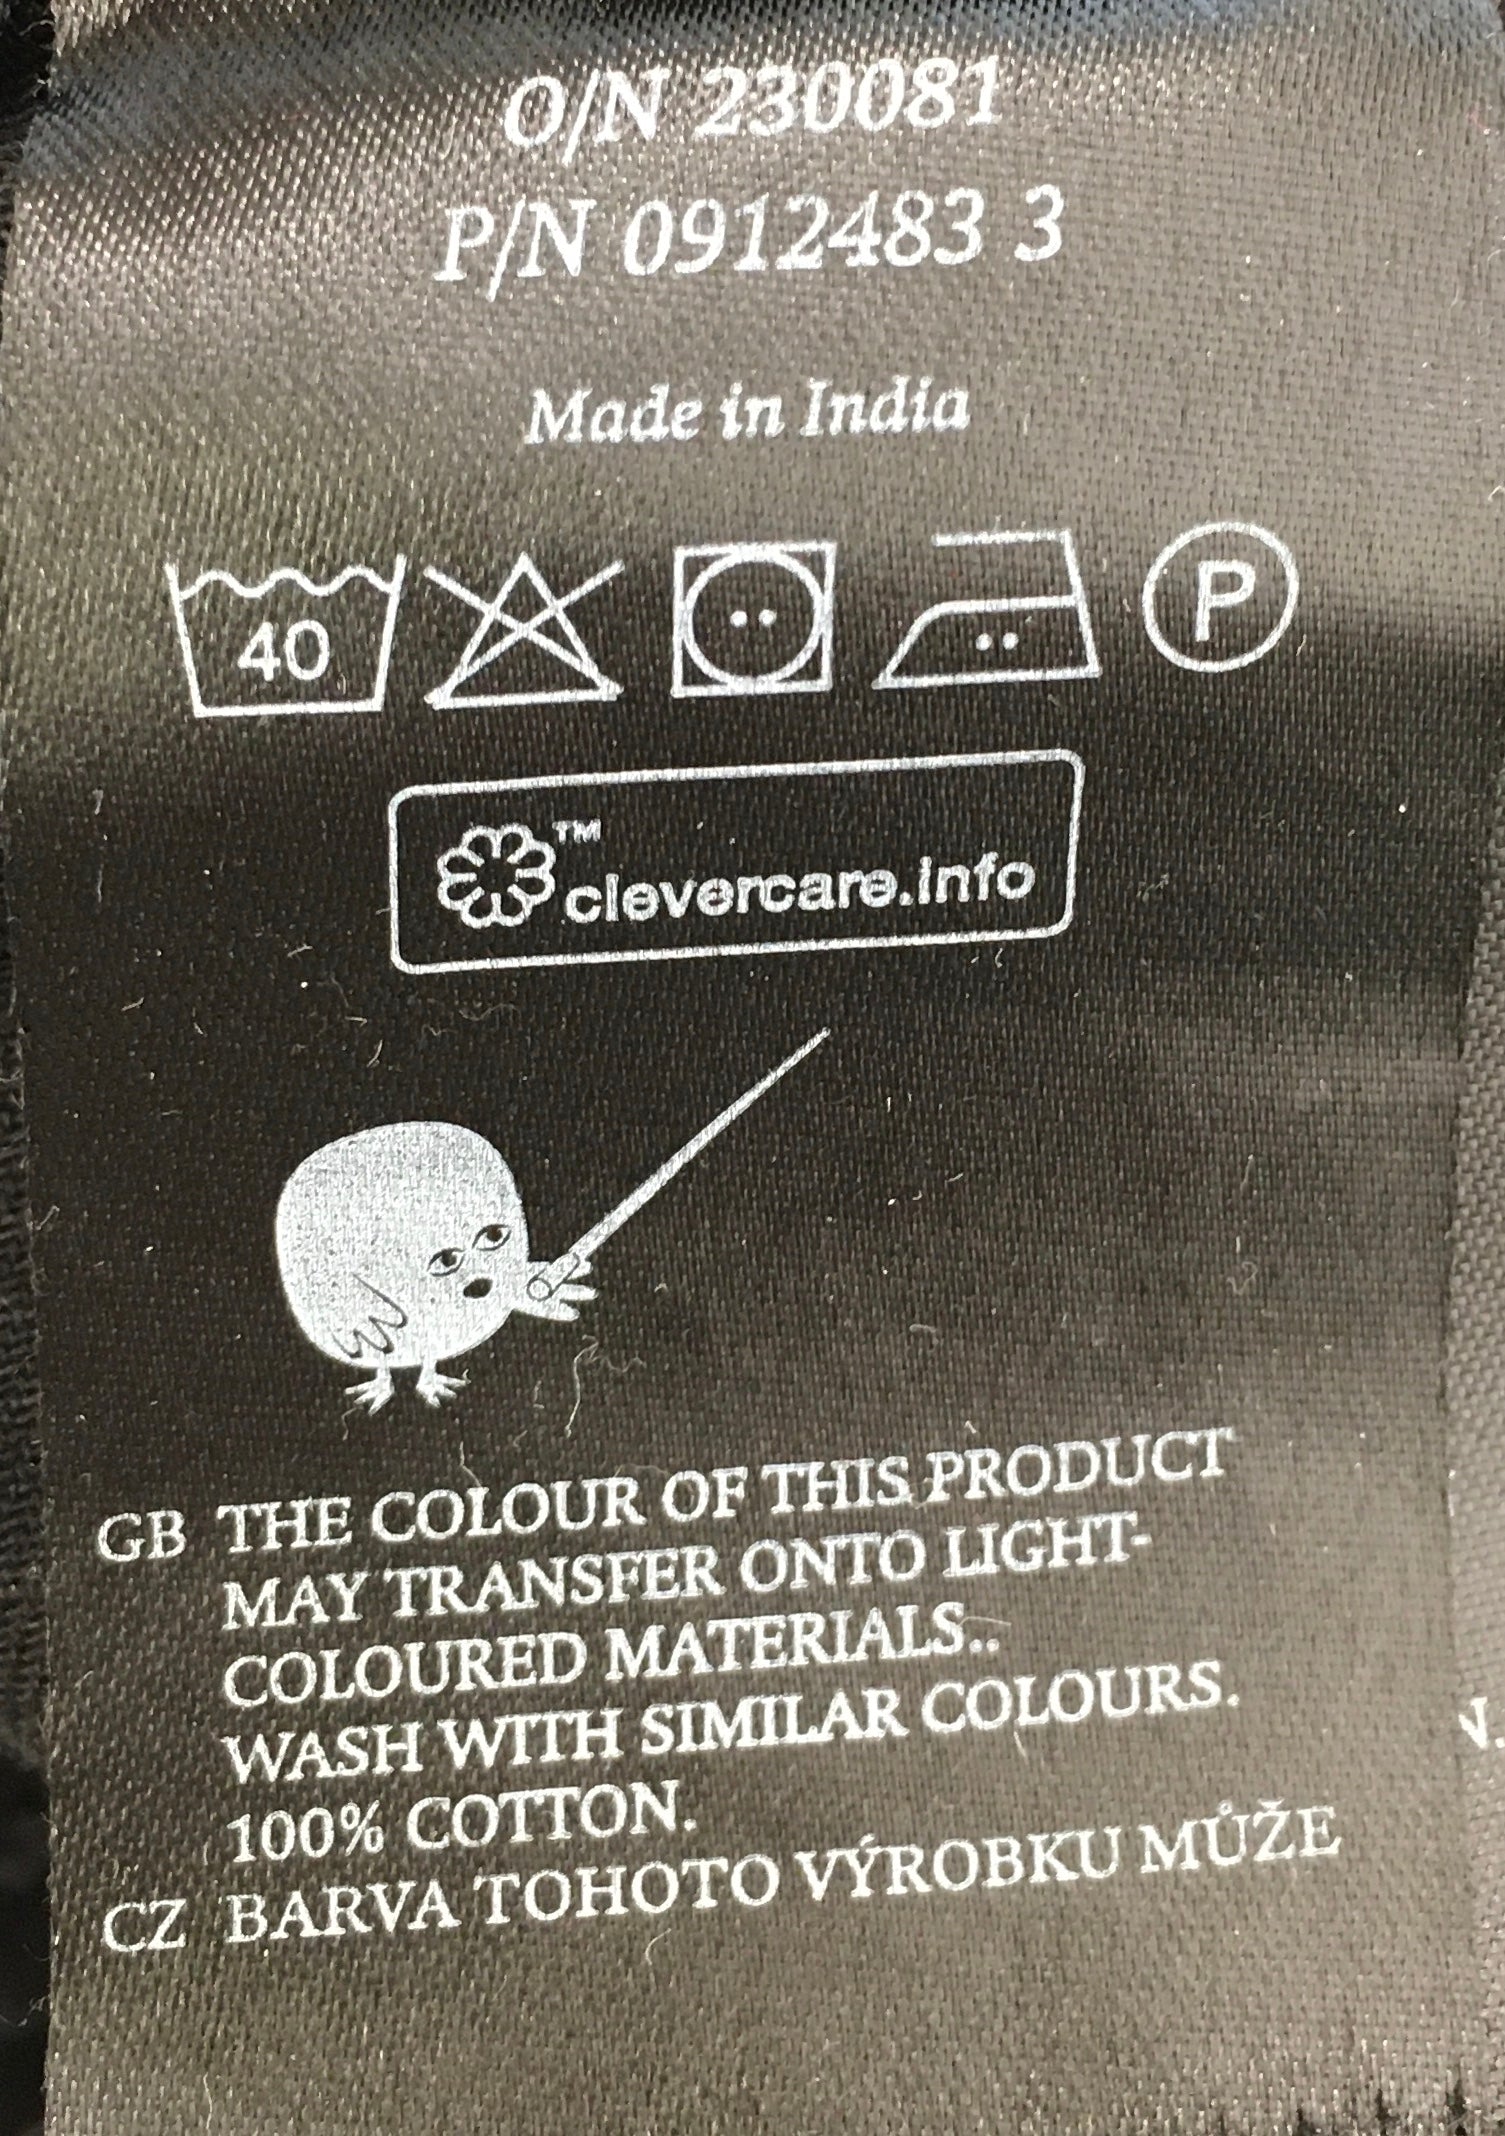 O/N 230081
P/N 0912483 3
Made in India
40 P
™ clevercare.info
GB THE COLOUR OF THIS PRODUCT
MAY TRANSFER ONTO LIGHT-
COLOURED MATERIALS..
WASH WITH SIMILAR COLOURS.
100% COTTON.
CZ BARVA TOHOTO VÝROBKU MŮŽE